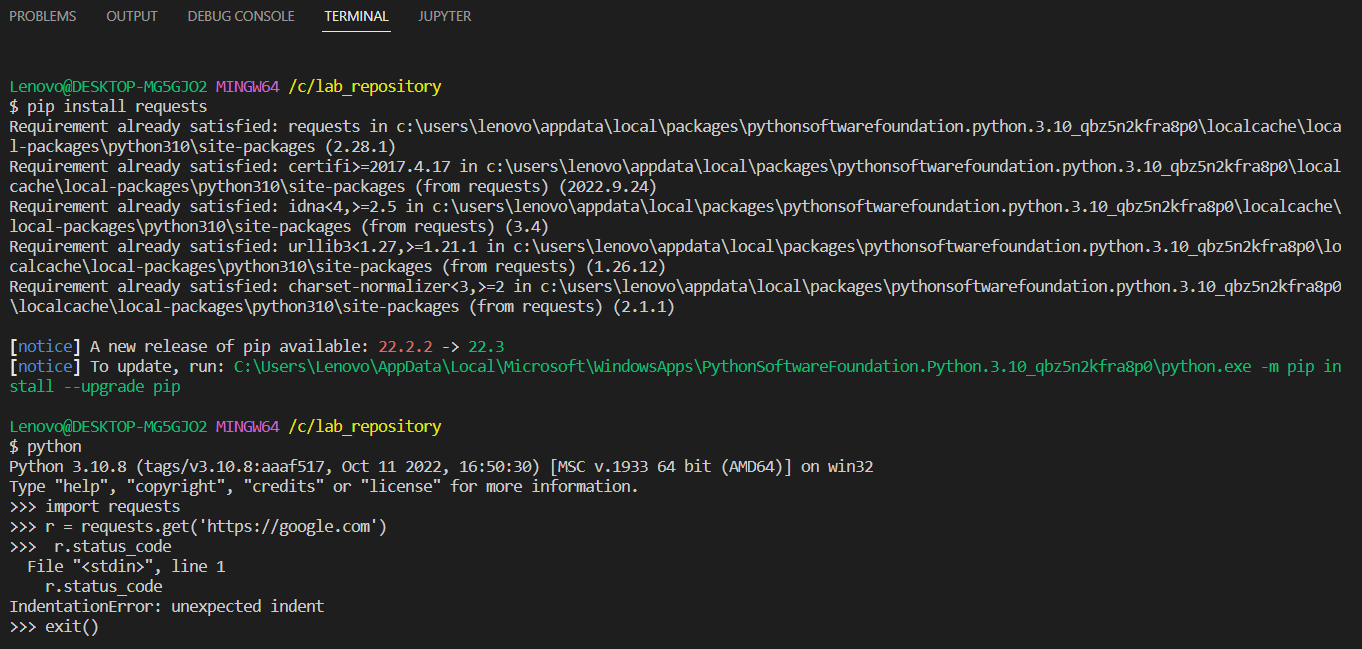 PROBLEMS OUTPUT DEBUG CONSOLE TERMINAL JUPYTER
Lenovo@DESKTOP-MG5GJO2 MINGW64 /c/lab_repository
$ pip install requests
Requirement already satisfied: requests in c:\users\lenovo\appdata\local\packages\pythonsoftwarefoundation.python.3.10_qbz5n2kfra8p0\localcache\loca
l-packages\python310\site-packages (2.28.1)
Requirement already satisfied: certifi>=2017.4.17 in c:\users\lenovo\appdata\local\packages\pythonsoftwarefoundation.python.3.10_qbz5n2kfra8p0\local
cache\local-packages\python310\site-packages (from requests) (2022.9.24)
Requirement already satisfied: idna<4,>=2.5 in c:\users\lenovo\appdata\local\packages\pythonsoftwarefoundation.python.3.10_qbz5n2kfra8p0\localcache\
local-packages\python310\site-packages (from requests) (3.4)
Requirement already satisfied: urllib3<1.27,>=1.21.1 in c:\users\lenovo\appdata\local\packages\pythonsoftwarefoundation.python.3.10_qbz5n2kfra8p0\lo
calcache\local-packages\python310\site-packages (from requests) (1.26.12)
Requirement already satisfied: charset-normalizer<3,>=2 in c:\users\lenovo\appdata\local\packages\pythonsoftwarefoundation.python.3.10_qbz5n2kfra8p0
\localcache\local-packages\python310\site-packages (from requests) (2.1.1)
[notice] A new release of pip available: 22.2.2 -> 22.3
[notice] To update, run: C:\Users\Lenovo\AppData\Local\Microsoft\WindowsApps\PythonSoftwareFoundation.Python.3.10_qbz5n2kfra8p0\python.exe -m pip in
stall --upgrade pip
Lenovo@DESKTOP-MG5GJO2 MINGW64 /c/lab_repository
$ python
Python 3.10.8 (tags/v3.10.8:aaaf517, Oct 11 2022, 16:50:30) [MSC v.1933 64 bit (AMD64)] on win32
Type "help", "copyright", "credits" or "license" for more information.
>>> import requests
>>> r = requests.get('https://google.com')
>>>  r.status_code
  File "<stdin>", line 1
    r.status_code
IndentationError: unexpected indent
>>> exit()